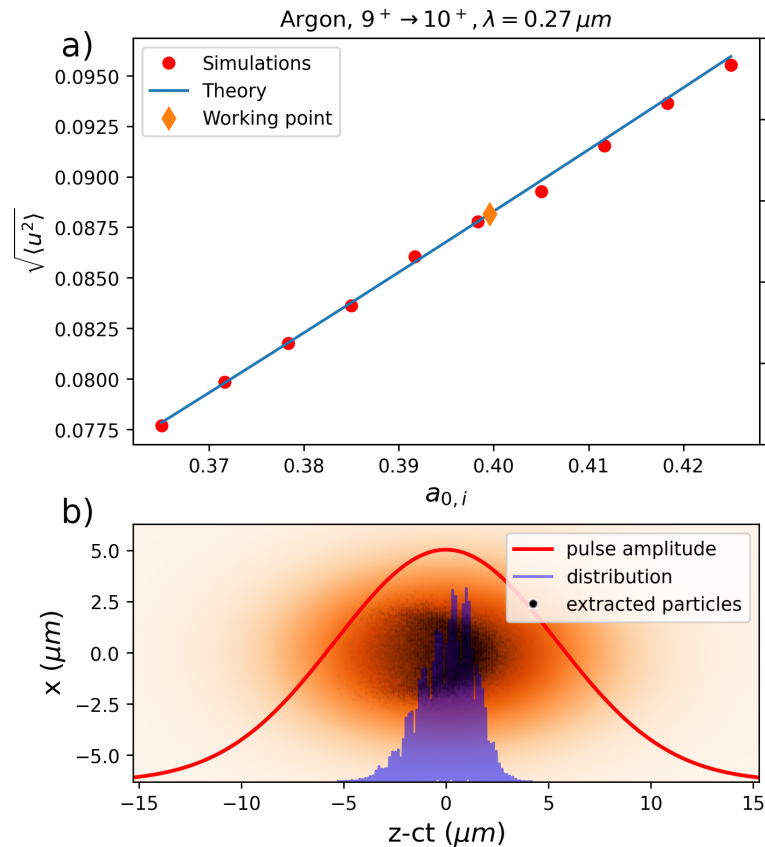 Argon, 9⁺ → 10⁺, λ = 0.27 μm
a)
Simulations
Theory
Working point
0.0950
0.0925
0.0900
0.0875
0.0850
0.0825
0.0800
0.0775
√⟨u²⟩
0.37 0.38 0.39 0.40 0.41 0.42
a₀,ᵢ
b)
pulse amplitude
distribution
extracted particles
5.0
2.5
0.0
−2.5
−5.0
x (μm)
−15 −10 −5 0 5 10 15
z-ct (μm)